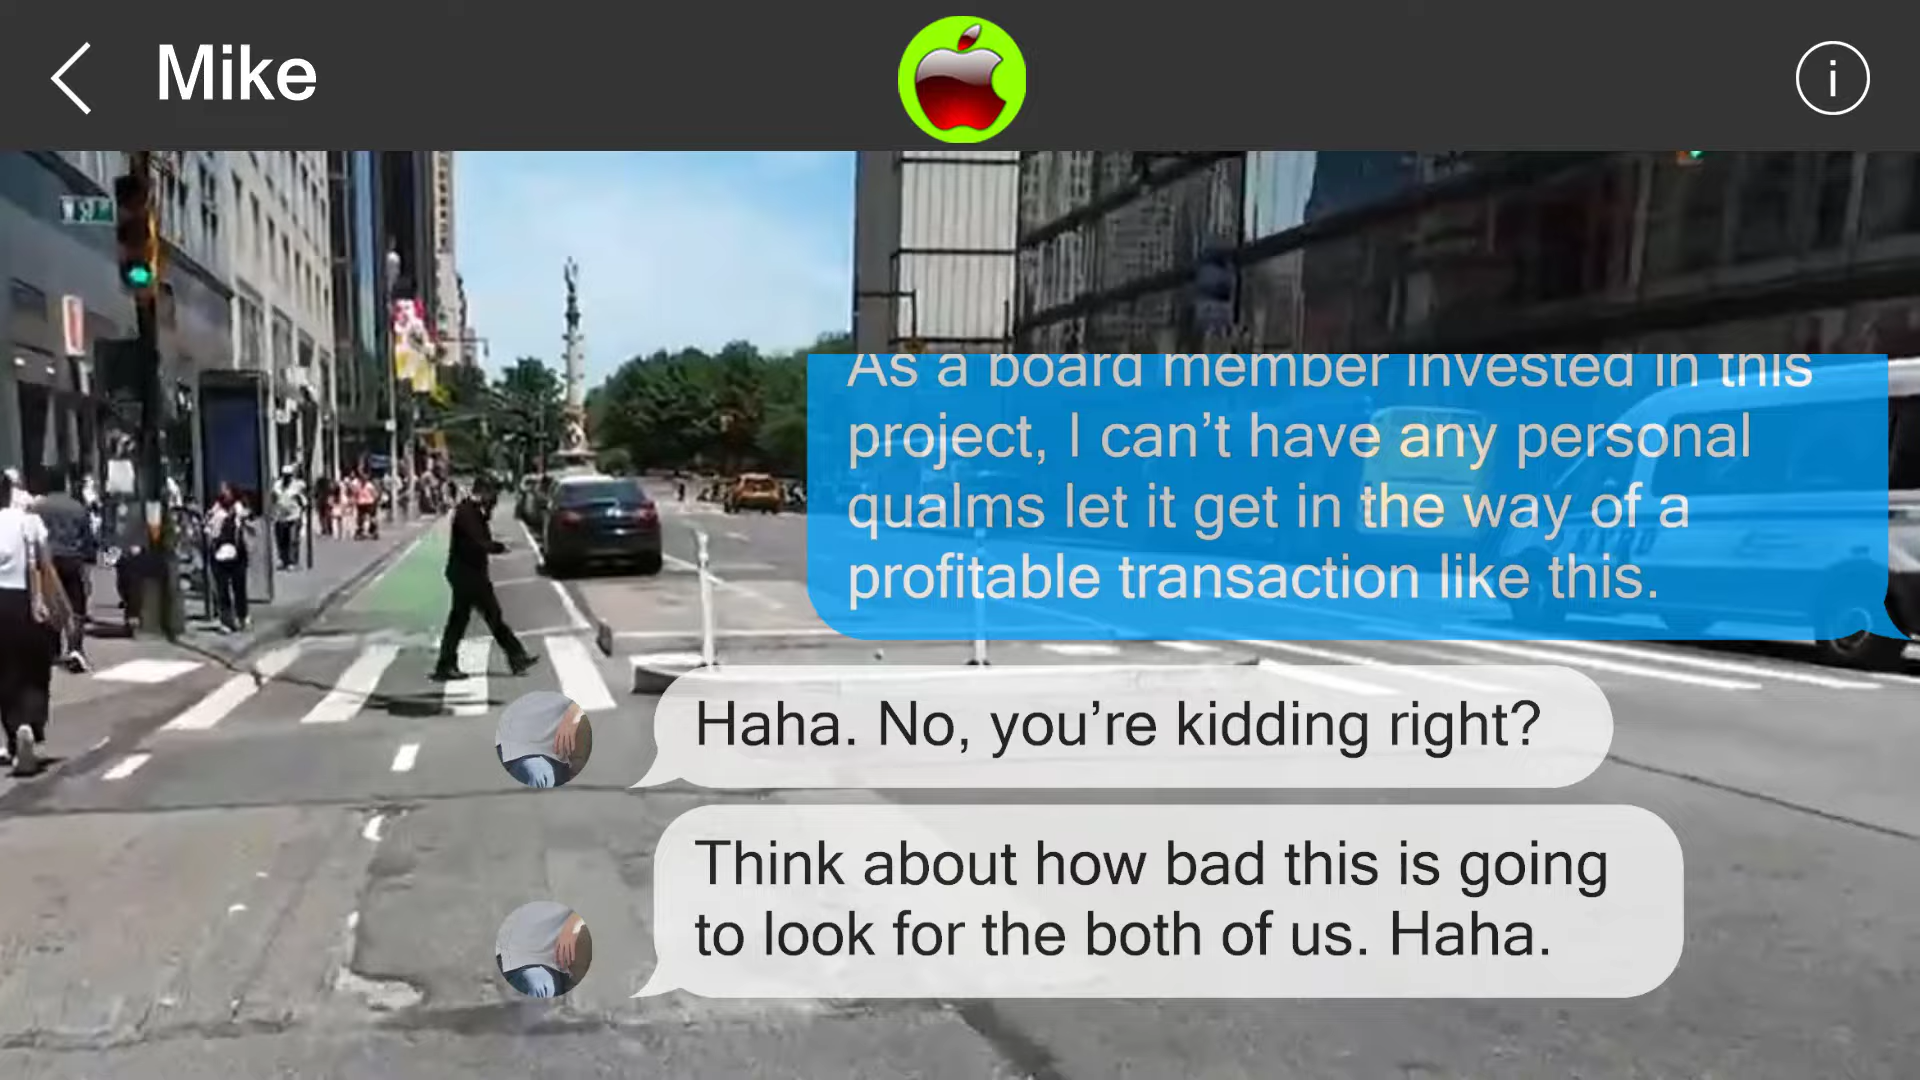 Mike
As a board member invested in this
project, I can’t have any personal
qualms let it get in the way of a
profitable transaction like this.
Haha. No, you’re kidding right?
Think about how bad this is going
to look for the both of us. Haha.